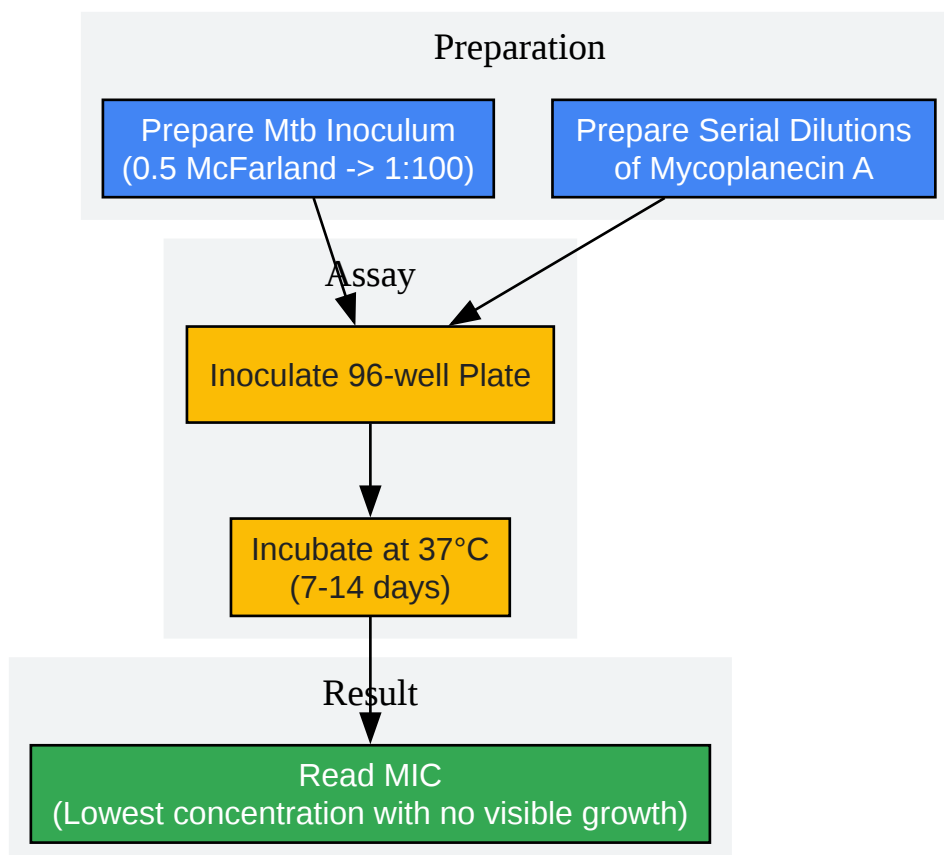 Preparation
Prepare Mtb Inoculum
(0.5 McFarland -> 1:100)
Prepare Serial Dilutions
of Mycoplanecin A
Assay
Inoculate 96-well Plate
Incubate at 37°C
(7-14 days)
Result
Read MIC
(Lowest concentration with no visible growth)